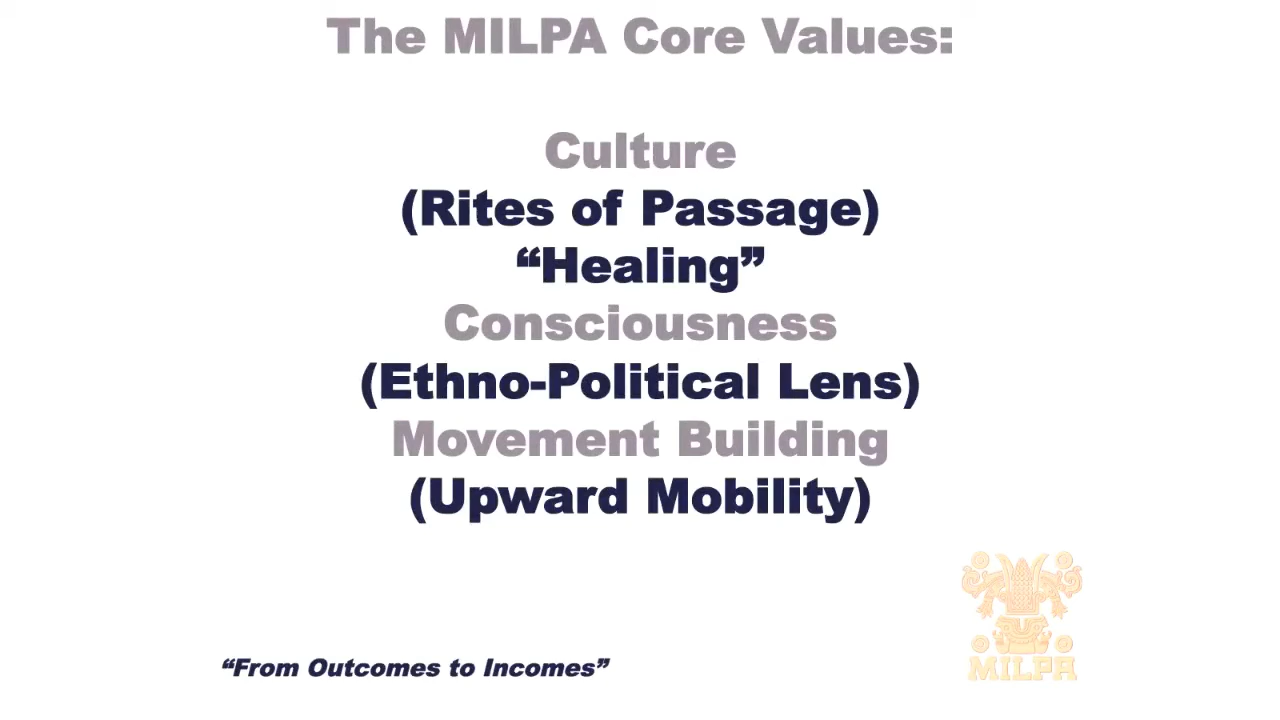 The MILPA Core Values:
Culture
(Rites of Passage)
“Healing”
Consciousness
(Ethno-Political Lens)
Movement Building
(Upward Mobility)
“From Outcomes to Incomes”
MILPA